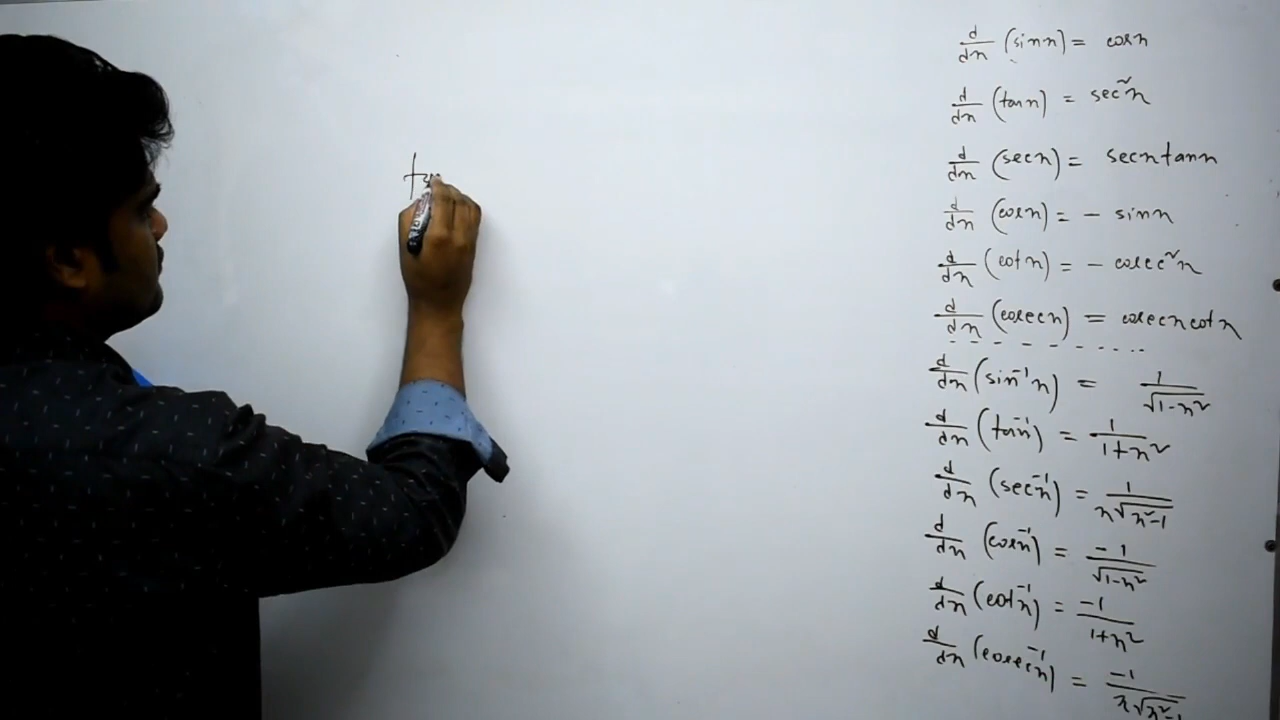 tan
d/dx (sinx) = cosx
d/dx (tanx) = sec²x
d/dx (secx) = secxtanx
d/dx (cosx) = - sinx
d/dx (cotx) = - cosec²x
d/dx (cosecx) = cosecxcotx
d/dx (sin⁻¹x) = 1/√1-x²
d/dx (tan⁻¹x) = 1/1+x²
d/dx (sec⁻¹x) = 1/x√x²-1
d/dx (cos⁻¹x) = -1/√1-x²
d/dx (cot⁻¹x) = -1/1+x²
d/dx (cosec⁻¹x) = -1/x√x²-1